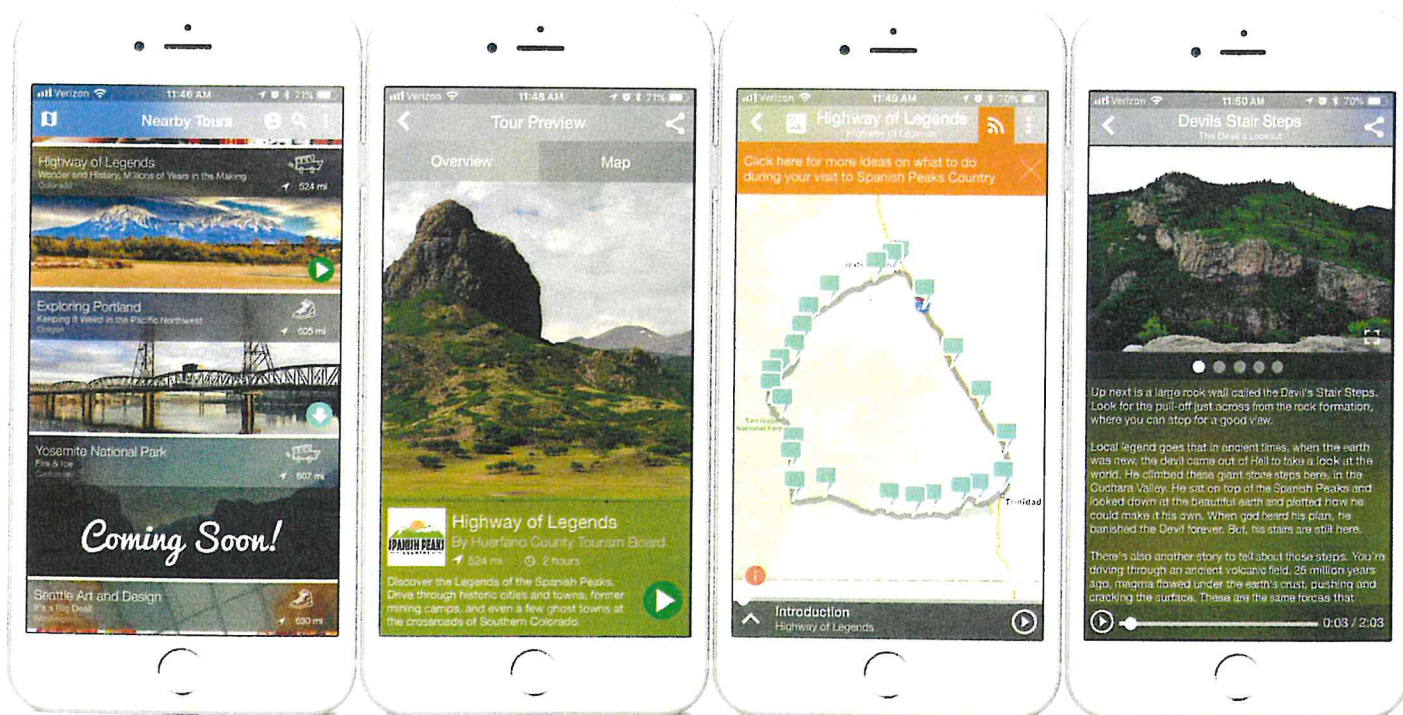 Verizon
11:46 AM
71%
Nearby Tours
Highway of Legends
Wonder and History, Millions of Years in the Making
Colorado
524 mi
Exploring Portland
Keeping it Weird in the Pacific Northwest
Oregon
605 mi
Yosemite National Park
Fire & Ice
California
607 mi
Coming Soon!
Seattle Art and Design
It's a Big Deal!
Washington
630 mi
Verizon
11:48 AM
71%
Tour Preview
Overview
Map
SPANISH PEAKS
COUNTRY
Highway of Legends
By Huerfano County Tourism Board
524 mi
2 hours
Discover the Legends of the Spanish Peaks.
Drive through historic cities and towns, former
mining camps, and even a few ghost towns at
the crossroads of Southern Colorado.
Verizon
11:49 AM
70%
Highway of Legends
Highway of Legends
Click here for more ideas on what to do
during your visit to Spanish Peaks Country
San Isabel
National Forest
Trinidad
Introduction
Highway of Legends
Verizon
11:50 AM
70%
Devils Stair Steps
The Devil's Lookout
Up next is a large rock wall called the Devil's Stair Steps.
Look for the pull-off just across from the rock formation,
where you can stop for a good view.
Local legend goes that in ancient times, when the earth
was new, the devil came out of Hell to take a look at the
world. He climbed these giant stone steps here, in the
Cuchara Valley. He sat on top of the Spanish Peaks and
looked down at the beautiful earth and plotted how he
could make it his own. When god heard his plan, he
banished the Devil forever. But, his stairs are still here.
There's also another story to tell about those steps. You're
driving through an ancient volcanic field. 25 million years
ago, magma flowed under the earth's crust, pushing and
cracking the surface. These are the same forces that
0:03 / 2:03